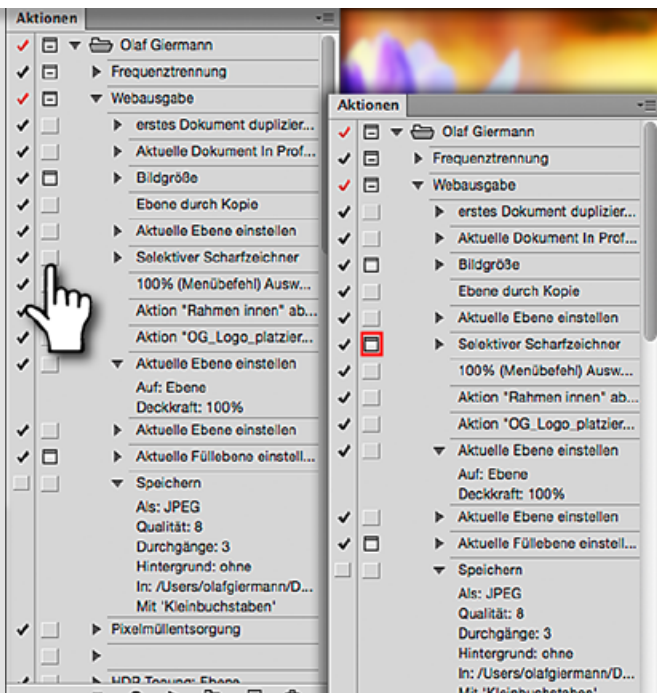 Aktionen
Olaf Giermann
Frequenztrennung
Webausgabe
erstes Dokument duplizier...
Aktuelle Dokument In Prof...
Bildgröße
Ebene durch Kopie
Aktuelle Ebene einstellen
Selektiver Scharfzeichner
100% (Menübefehl) Ausw...
Aktion "Rahmen innen" ab...
Aktion "OG_Logo_platzier...
Aktuelle Ebene einstellen
Auf: Ebene
Deckkraft: 100%
Aktuelle Ebene einstellen
Aktuelle Füllebene einstell...
Speichern
Als: JPEG
Qualität: 8
Durchgänge: 3
Hintergrund: ohne
In: /Users/olafgiermann/D...
Mit 'Kleinbuchstaben'
Pixelmüllentsorgung
HDR Tonung: Ebene
Aktionen
Olaf Giermann
Frequenztrennung
Webausgabe
erstes Dokument duplizier...
Aktuelle Dokument In Prof...
Bildgröße
Ebene durch Kopie
Aktuelle Ebene einstellen
Selektiver Scharfzeichner
100% (Menübefehl) Ausw...
Aktion "Rahmen innen" ab...
Aktion "OG_Logo_platzier...
Aktuelle Ebene einstellen
Auf: Ebene
Deckkraft: 100%
Aktuelle Ebene einstellen
Aktuelle Füllebene einstell...
Speichern
Als: JPEG
Qualität: 8
Durchgänge: 3
Hintergrund: ohne
In: /Users/olafgiermann/D...
Mit 'Kleinbuchstaben'